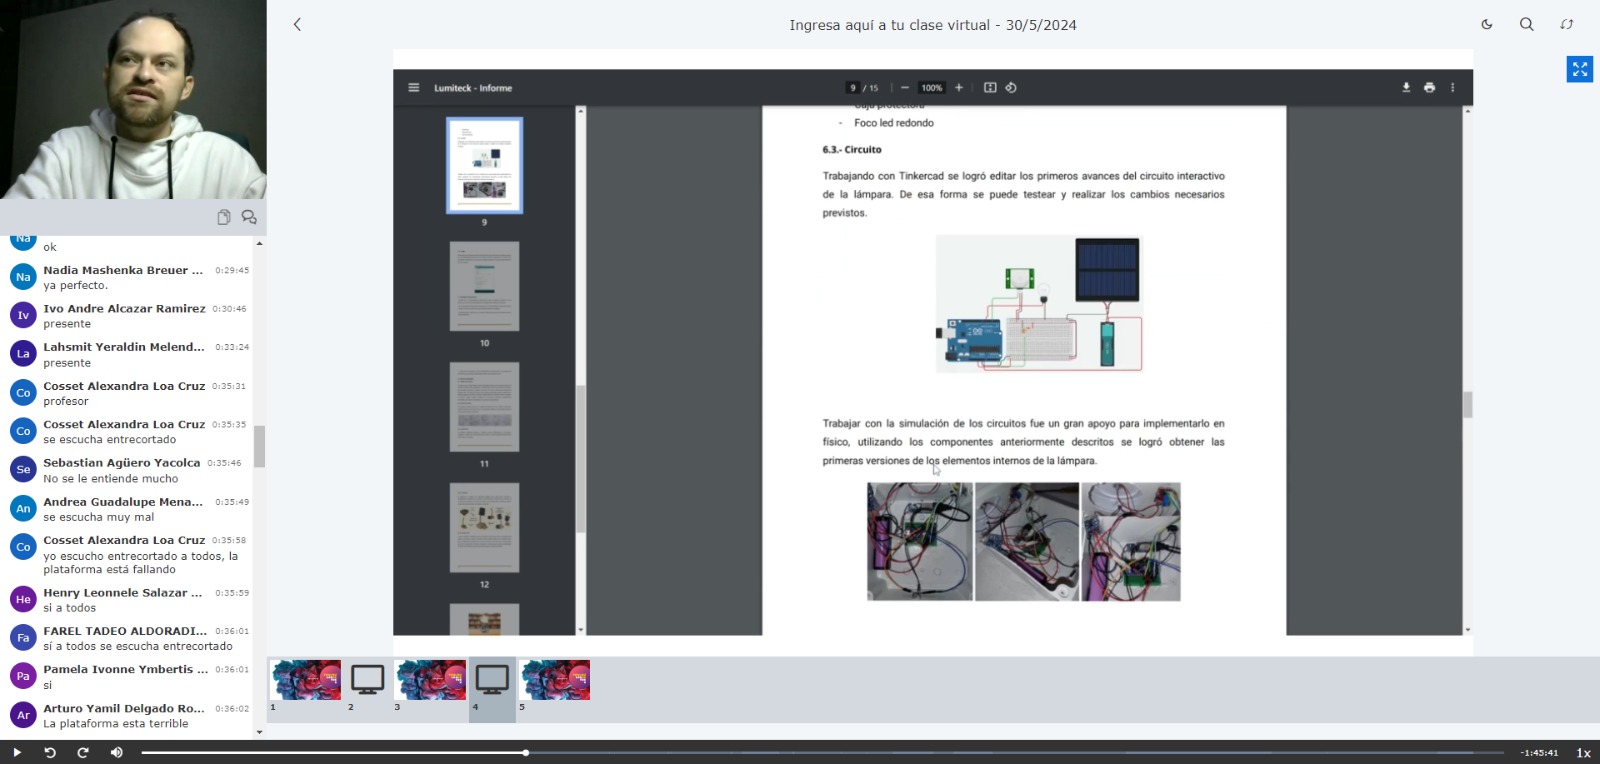 Ingresa aquí a tu clase virtual - 30/5/2024
Na
ok
Na
Nadia Mashenka Breuer ... 0:29:45
ya perfecto.
Iv
Ivo Andre Alcazar Ramirez 0:30:46
presente
La
Lahsmit Yeraldin Melend... 0:33:24
presente
Co
Cosset Alexandra Loa Cruz 0:35:31
profesor
Co
Cosset Alexandra Loa Cruz 0:35:35
se escucha entrecortado
Se
Sebastian Agüero Yacolca 0:35:46
No se le entiende mucho
An
Andrea Guadalupe Mena... 0:35:49
se escucha muy mal
Co
Cosset Alexandra Loa Cruz 0:35:58
yo escucho entrecortado a todos, la
plataforma está fallando
He
Henry Leonnele Salazar ... 0:35:59
si a todos
Fa
FAREL TADEO ALDORADI... 0:36:01
sí a todos se escucha entrecortado
Pa
Pamela Ivonne Ymbertis ... 0:36:01
si
Ar
Arturo Yamil Delgado Ro... 0:36:02
La plataforma esta terrible
Lumiteck - Informe
9 / 15
100%
9
10
11
12
Caja protectora
- Foco led redondo
6.3.- Circuito
Trabajando con Tinkercad se logró editar los primeros avances del circuito interactivo
de la lámpara. De esa forma se puede testear y realizar los cambios necesarios
previstos.
Trabajar con la simulación de los circuitos fue un gran apoyo para implementarlo en
físico, utilizando los componentes anteriormente descritos se logró obtener las
primeras versiones de los elementos internos de la lámpara.
1
2
3
4
5
-1:45:41
1x